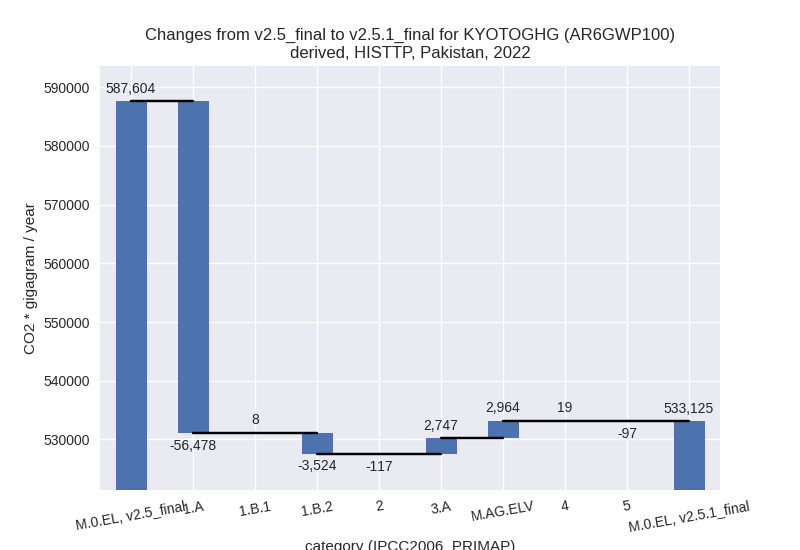 Changes from v2.5_final to v2.5.1_final for KYOTOGHG (AR6GWP100)
derived, HISTTP, Pakistan, 2022
CO2 * gigagram / year
590000
580000
570000
560000
550000
540000
530000
587,604
-56,478
8
-3,524
-117
2,747
2,964
19
-97
533,125
M.0.EL, v2.5_final
1.A
1.B.1
1.B.2
2
3.A
M.AG.ELV
4
5
M.0.EL, v2.5.1_final
category (IPCC2006_PRIMAP)